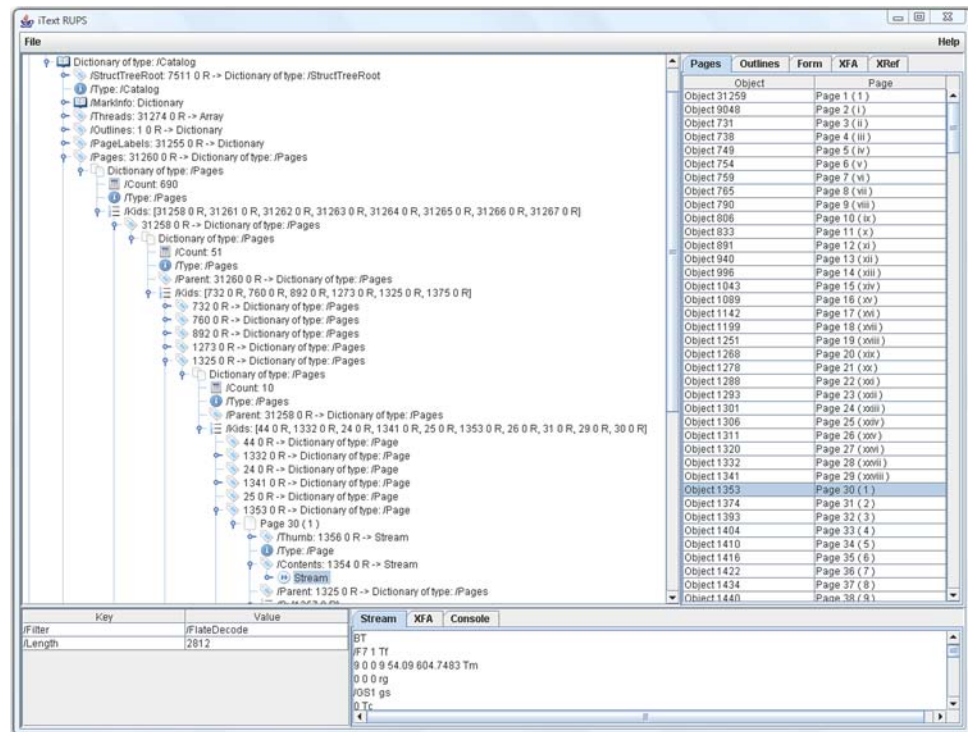 iText RUPS
File Help
Dictionary of type: /Catalog
/StructTreeRoot: 7511 0 R -> Dictionary of type: /StructTreeRoot
/Type: /Catalog
/MarkInfo: Dictionary
/Threads: 31274 0 R -> Array
/Outlines: 1 0 R -> Dictionary
/PageLabels: 31255 0 R -> Dictionary
/Pages: 31260 0 R -> Dictionary of type: /Pages
Dictionary of type: /Pages
/Count: 690
/Type: /Pages
/Kids: [31258 0 R, 31261 0 R, 31262 0 R, 31263 0 R, 31264 0 R, 31265 0 R, 31266 0 R, 31267 0 R]
31258 0 R -> Dictionary of type: /Pages
Dictionary of type: /Pages
/Count: 51
/Type: /Pages
/Parent: 31260 0 R -> Dictionary of type: /Pages
/Kids: [732 0 R, 760 0 R, 892 0 R, 1273 0 R, 1325 0 R, 1375 0 R]
732 0 R -> Dictionary of type: /Pages
760 0 R -> Dictionary of type: /Pages
892 0 R -> Dictionary of type: /Pages
1273 0 R -> Dictionary of type: /Pages
1325 0 R -> Dictionary of type: /Pages
Dictionary of type: /Pages
/Count: 10
/Type: /Pages
/Parent: 31258 0 R -> Dictionary of type: /Pages
/Kids: [44 0 R, 1332 0 R, 24 0 R, 1341 0 R, 25 0 R, 1353 0 R, 26 0 R, 31 0 R, 29 0 R, 30 0 R]
44 0 R -> Dictionary of type: /Page
1332 0 R -> Dictionary of type: /Page
24 0 R -> Dictionary of type: /Page
1341 0 R -> Dictionary of type: /Page
25 0 R -> Dictionary of type: /Page
1353 0 R -> Dictionary of type: /Page
Page 30 ( 1 )
/Thumb: 1356 0 R -> Stream
/Type: /Page
/Contents: 1354 0 R -> Stream
Stream
/Parent: 1325 0 R -> Dictionary of type: /Pages
Pages Outlines Form XFA XRef
Object Page
Object 31259 Page 1 ( 1 )
Object 9048 Page 2 ( i )
Object 731 Page 3 ( ii )
Object 738 Page 4 ( iii )
Object 749 Page 5 ( iv )
Object 754 Page 6 ( v )
Object 759 Page 7 ( vi )
Object 765 Page 8 ( vii )
Object 790 Page 9 ( viii )
Object 806 Page 10 ( ix )
Object 833 Page 11 ( x )
Object 891 Page 12 ( xi )
Object 940 Page 13 ( xii )
Object 996 Page 14 ( xiii )
Object 1043 Page 15 ( xiv )
Object 1089 Page 16 ( xv )
Object 1142 Page 17 ( xvi )
Object 1199 Page 18 ( xvii )
Object 1251 Page 19 ( xviii )
Object 1268 Page 20 ( xix )
Object 1278 Page 21 ( xx )
Object 1288 Page 22 ( xxi )
Object 1293 Page 23 ( xxii )
Object 1301 Page 24 ( xxiii )
Object 1306 Page 25 ( xxiv )
Object 1311 Page 26 ( xxv )
Object 1320 Page 27 ( xxvi )
Object 1332 Page 28 ( xxvii )
Object 1341 Page 29 ( xxviii )
Object 1353 Page 30 ( 1 )
Object 1374 Page 31 ( 2 )
Object 1393 Page 32 ( 3 )
Object 1404 Page 33 ( 4 )
Object 1410 Page 34 ( 5 )
Object 1416 Page 35 ( 6 )
Object 1422 Page 36 ( 7 )
Object 1434 Page 37 ( 8 )
Object 1440 Page 38 ( 9 )
Key Value
/Filter /FlateDecode
/Length 2812
Stream XFA Console
BT
/F7 1 Tf
9 0 0 9 54.09 604.7483 Tm
0 0 0 rg
/GS1 gs
0 Tc